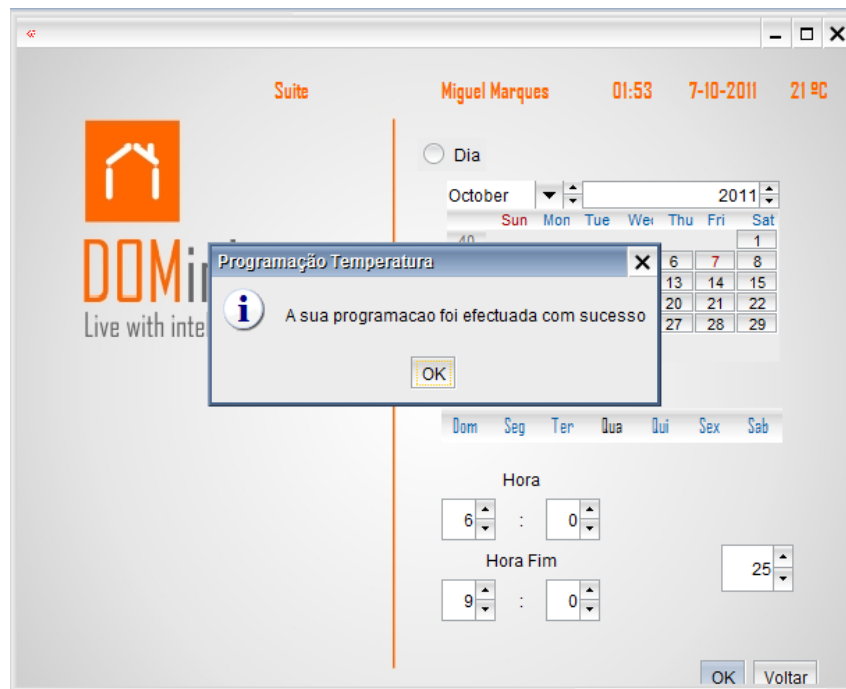 Suite Miguel Marques 01:53 7-10-2011 21 ºC
Dia
October 2011
Sun Mon Tue Wed Thu Fri Sat
40 1
6 7 8
13 14 15
20 21 22
27 28 29
DOMin
Live with inte
Programação Temperatura
A sua programacao foi efectuada com sucesso
OK
Dom Seg Ter Qua Qui Sex Sab
Hora
6 : 0
Hora Fim
9 : 0
25
OK Voltar